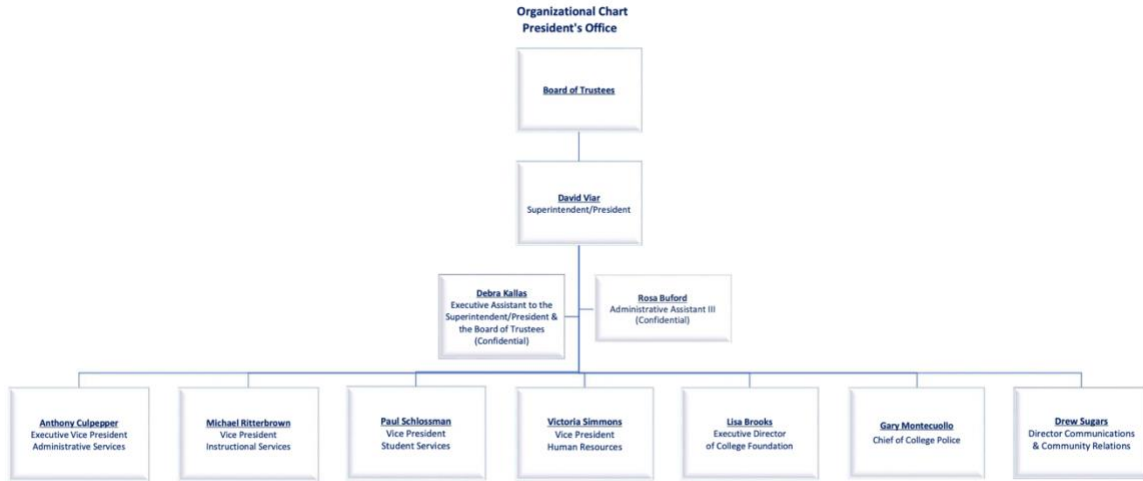 Organizational Chart
President's Office
Board of Trustees
David Viar
Superintendent/President
Debra Kallas
Executive Assistant to the
Superintendent/President &
the Board of Trustees
(Confidential)
Rosa Buford
Administrative Assistant III
(Confidential)
Anthony Culpepper
Executive Vice President
Administrative Services
Michael Ritterbrown
Vice President
Instructional Services
Paul Schlossman
Vice President
Student Services
Victoria Simmons
Vice President
Human Resources
Lisa Brooks
Executive Director
of College Foundation
Gary Montecuollo
Chief of College Police
Drew Sugars
Director Communications
& Community Relations